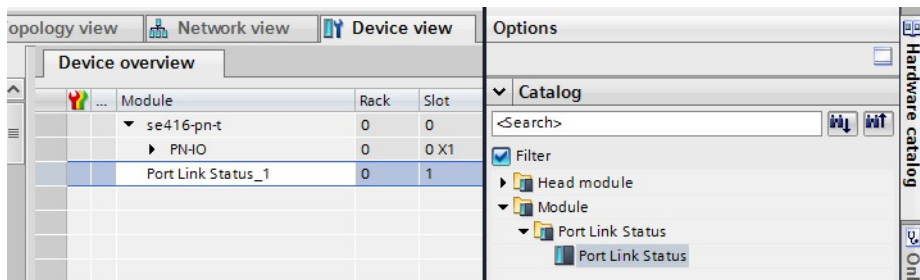 opology view
Network view
Device view
Device overview
... Module Rack Slot
se416-pn-t 0 0
PN-IO 0 0 X1
Port Link Status_1 0 1
Options
Catalog
<Search>
Filter
Head module
Module
Port Link Status
Port Link Status
Hardware catalog
On